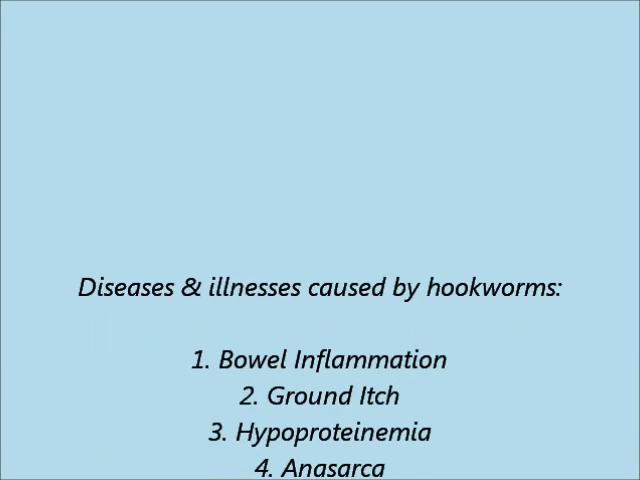 Diseases & illnesses caused by hookworms:
1. Bowel Inflammation
2. Ground Itch
3. Hypoproteinemia
4. Anasarca